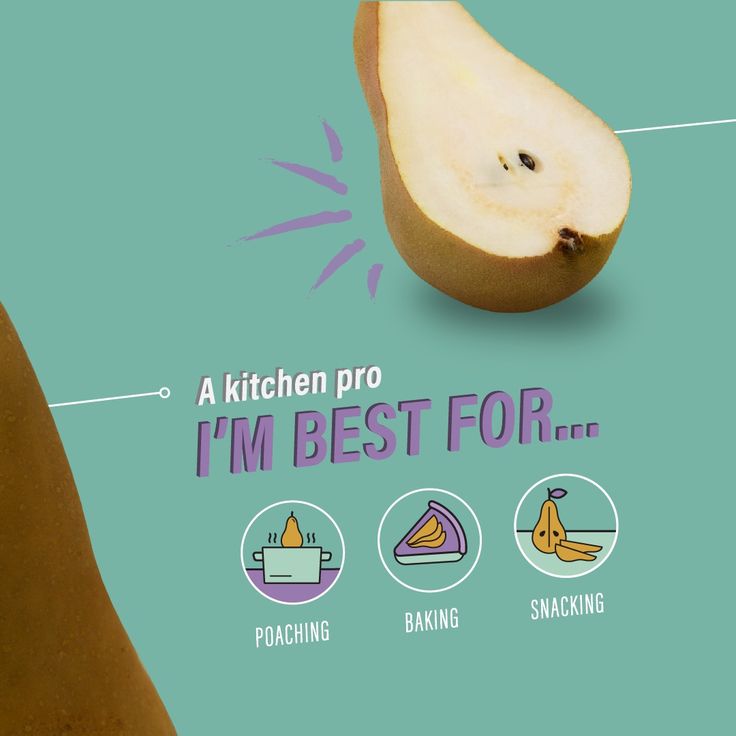 A kitchen pro
I'M BEST FOR...
POACHING
BAKING
SNACKING